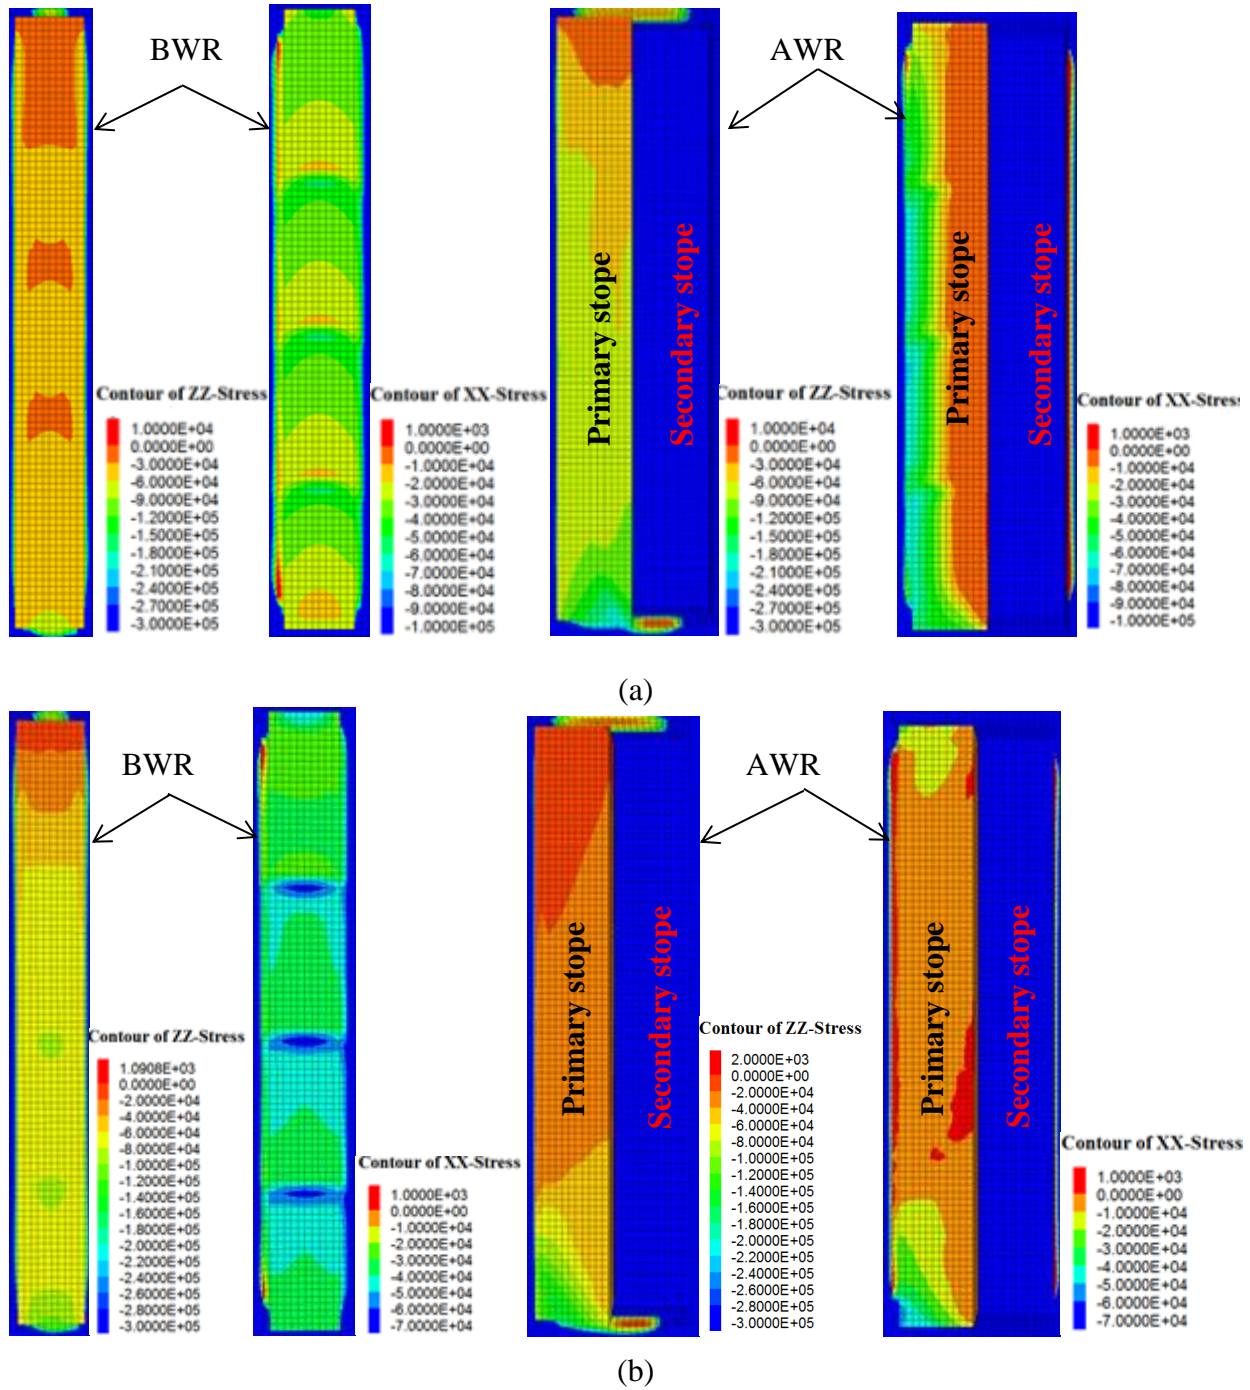 BWR
AWR
Primary stope
Secondary stope
Primary stope
Secondary stope
Contour of ZZ-Stress
1.0000E+04
0.0000E+00
-3.0000E+04
-6.0000E+04
-9.0000E+04
-1.2000E+05
-1.5000E+05
-1.8000E+05
-2.1000E+05
-2.4000E+05
-2.7000E+05
-3.0000E+05
Contour of XX-Stress
1.0000E+03
0.0000E+00
-1.0000E+04
-2.0000E+04
-3.0000E+04
-4.0000E+04
-5.0000E+04
-6.0000E+04
-7.0000E+04
-8.0000E+04
-9.0000E+04
-1.0000E+05
Contour of ZZ-Stress
1.0000E+04
0.0000E+00
-3.0000E+04
-6.0000E+04
-9.0000E+04
-1.2000E+05
-1.5000E+05
-1.8000E+05
-2.1000E+05
-2.4000E+05
-2.7000E+05
-3.0000E+05
Contour of XX-Stress
1.0000E+03
0.0000E+00
-1.0000E+04
-2.0000E+04
-3.0000E+04
-4.0000E+04
-5.0000E+04
-6.0000E+04
-7.0000E+04
-8.0000E+04
-9.0000E+04
-1.0000E+05
(a)
BWR
AWR
Primary stope
Secondary stope
Primary stope
Secondary stope
Contour of ZZ-Stress
1.0908E+03
0.0000E+00
-2.0000E+04
-4.0000E+04
-6.0000E+04
-8.0000E+04
-1.0000E+05
-1.2000E+05
-1.4000E+05
-1.6000E+05
-1.8000E+05
-2.0000E+05
-2.2000E+05
-2.4000E+05
-2.6000E+05
-2.8000E+05
-3.0000E+05
Contour of XX-Stress
1.0000E+03
0.0000E+00
-1.0000E+04
-2.0000E+04
-3.0000E+04
-4.0000E+04
-5.0000E+04
-6.0000E+04
-7.0000E+04
Contour of ZZ-Stress
2.0000E+03
0.0000E+00
-2.0000E+04
-4.0000E+04
-6.0000E+04
-8.0000E+04
-1.0000E+05
-1.2000E+05
-1.4000E+05
-1.6000E+05
-1.8000E+05
-2.0000E+05
-2.2000E+05
-2.4000E+05
-2.6000E+05
-2.8000E+05
-3.0000E+05
Contour of XX-Stress
1.0000E+03
0.0000E+00
-1.0000E+04
-2.0000E+04
-3.0000E+04
-4.0000E+04
-5.0000E+04
-6.0000E+04
-7.0000E+04
(b)